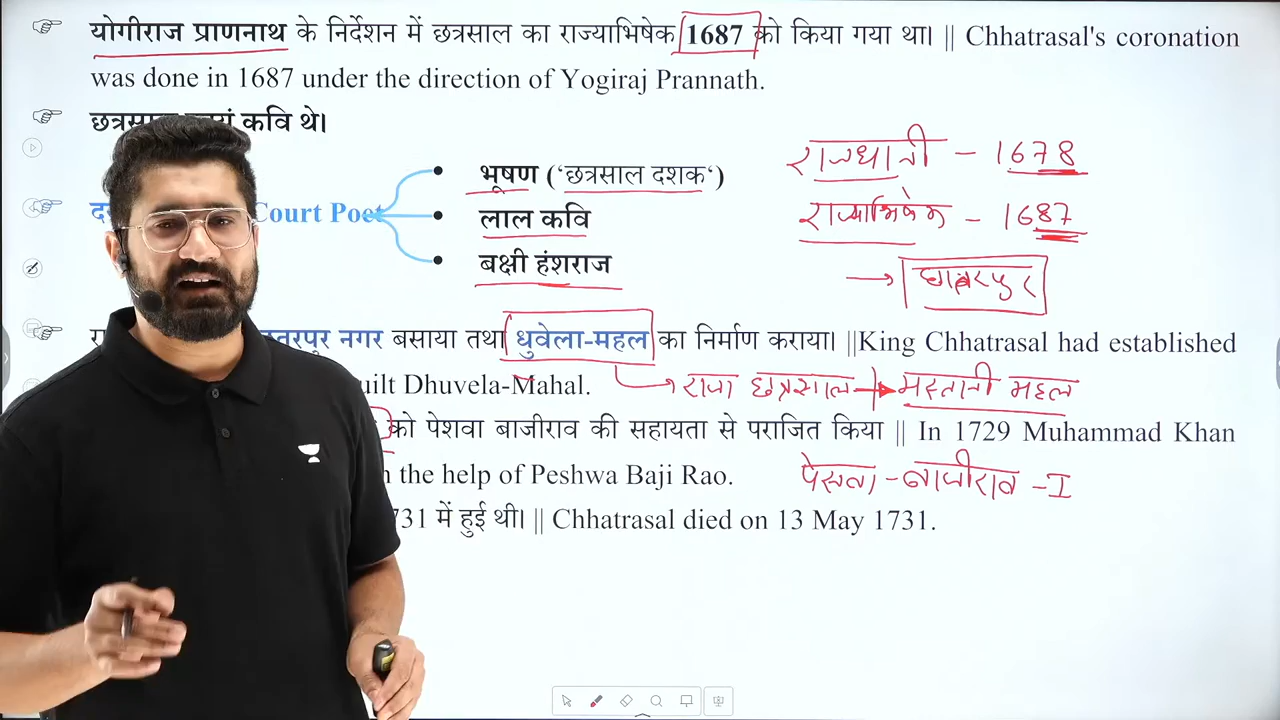 योगीराज प्राणनाथ के निर्देशन में छत्रसाल का राज्याभिषेक 1687 को किया गया था। || Chhatrasal's coronation
was done in 1687 under the direction of Yogiraj Prannath.
छत्रसाल स्वयं कवि थे।
राजधानी - 1678
भूषण ('छत्रसाल दशक')
Court Poet
लाल कवि
राज्याभिषेक - 1687
बक्षी हंशराज
→ छतरपुर
नगर बसाया तथा धुवेला-महल का निर्माण कराया। ||King Chhatrasal had established
Dhuvela-Mahal.
राजा छत्रसाल → मस्तानी महल
को पेशवा बाजीराव की सहायता से पराजित किया || In 1729 Muhammad Khan
the help of Peshwa Baji Rao.
पेशवा - बाजीराव - I
में हुई थी। || Chhatrasal died on 13 May 1731.